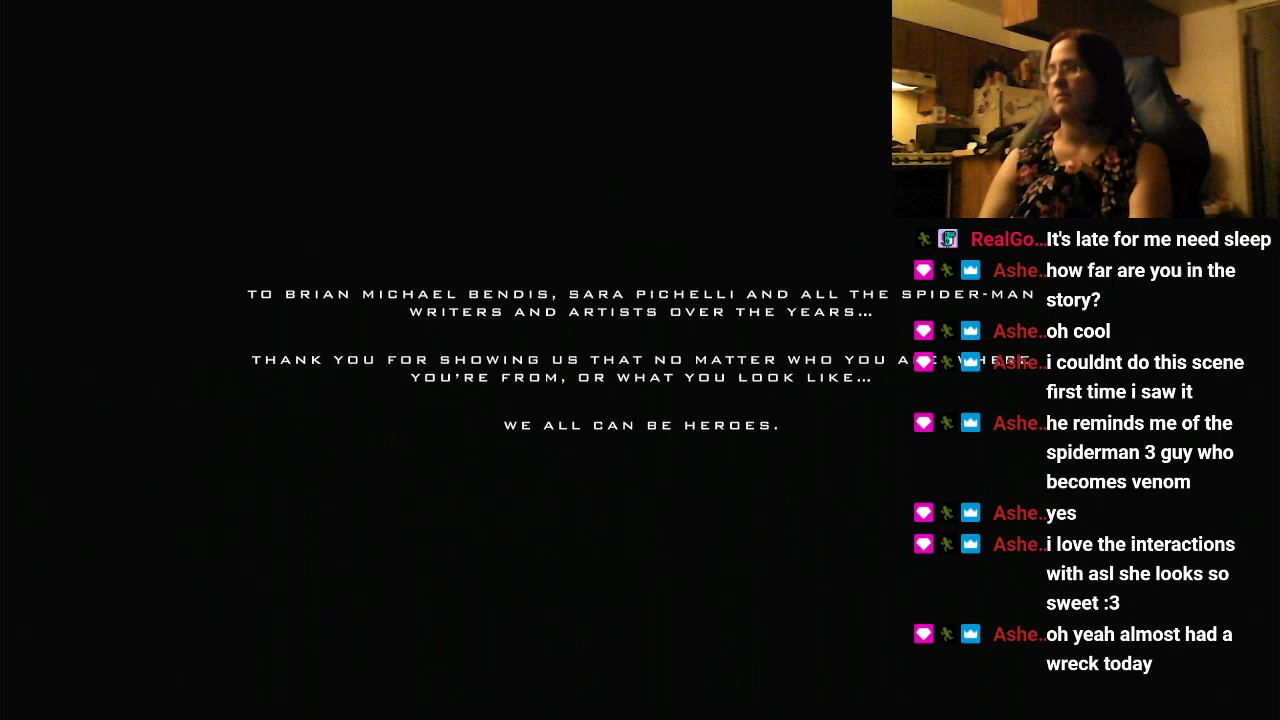 TO BRIAN MICHAEL BENDIS, SARA PICHELLI AND ALL THE SPIDER-MAN
WRITERS AND ARTISTS OVER THE YEARS...
THANK YOU FOR SHOWING US THAT NO MATTER WHO YOU ARE, WHERE
YOU'RE FROM, OR WHAT YOU LOOK LIKE...
WE ALL CAN BE HEROES.
RealGo... It's late for me need sleep
Ashe... how far are you in the
story?
Ashe... oh cool
Ashe... i couldnt do this scene
first time i saw it
Ashe... he reminds me of the
spiderman 3 guy who
becomes venom
Ashe... yes
Ashe... i love the interactions
with asl she looks so
sweet :3
Ashe... oh yeah almost had a
wreck today